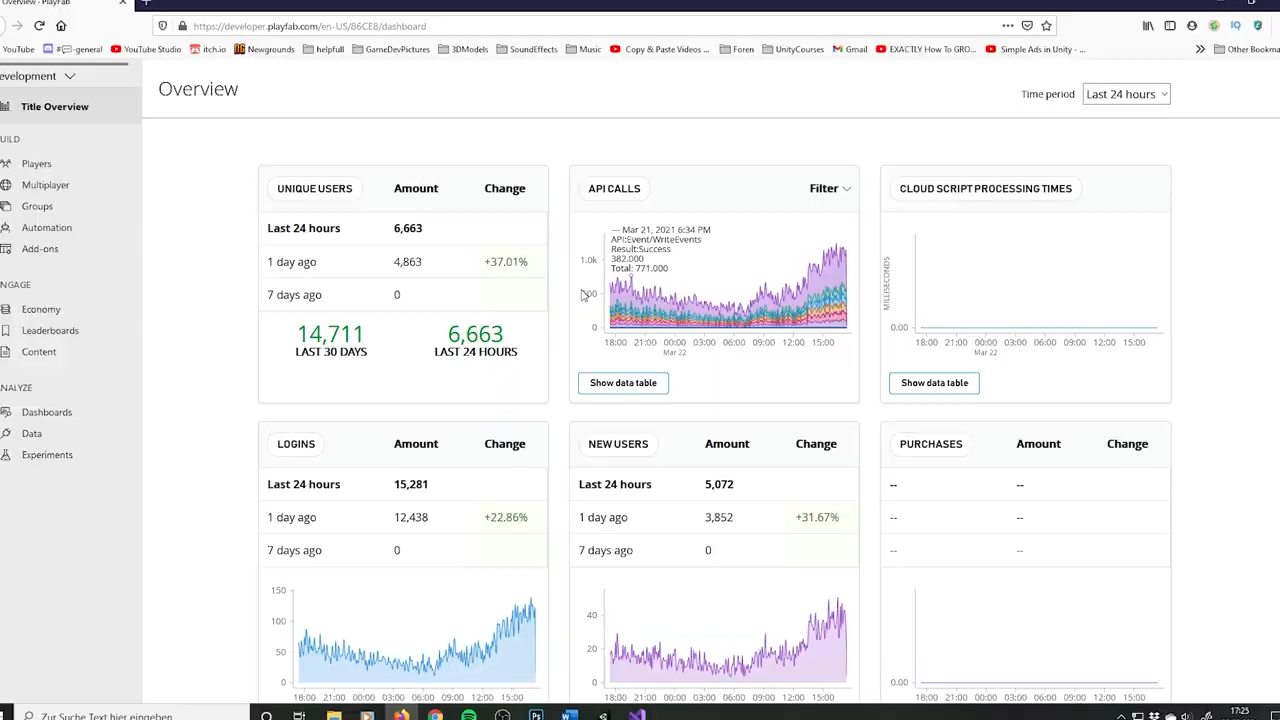 Overview - PlayFab
https://developer.playfab.com/en-US/86CE8/dashboard
YouTube
#💬-general
YouTube Studio
itch.io
Newgrounds
helpfull
GameDevPictures
3DModels
SoundEffects
Music
Copy & Paste Videos ...
Foren
UnityCourses
Gmail
EXACTLY How To GRO...
Simple Ads in Unity - ...
Other Bookma
evelopment
Title Overview
UILD
Players
Multiplayer
Groups
Automation
Add-ons
NGAGE
Economy
Leaderboards
Content
NALYZE
Dashboards
Data
Experiments
Overview
Time period
Last 24 hours
UNIQUE USERS Amount Change
Last 24 hours 6,663
1 day ago 4,863 +37.01%
7 days ago 0
14,711 6,663
LAST 30 DAYS LAST 24 HOURS
API CALLS Filter
— Mar 21, 2021 6:34 PM
API:Event/WriteEvents
Result:Success
382.000
Total: 771.000
1.0k
0
18:00 21:00 00:00 03:00 06:00 09:00 12:00 15:00
Mar 22
Show data table
CLOUD SCRIPT PROCESSING TIMES
MILLISECONDS
0.00
18:00 21:00 00:00 03:00 06:00 09:00 12:00 15:00
Mar 22
Show data table
LOGINS Amount Change
Last 24 hours 15,281
1 day ago 12,438 +22.86%
7 days ago 0
150
100
50
0
18:00 21:00 00:00 03:00 06:00 09:00 12:00 15:00
NEW USERS Amount Change
Last 24 hours 5,072
1 day ago 3,852 +31.67%
7 days ago 0
40
20
0
18:00 21:00 00:00 03:00 06:00 09:00 12:00 15:00
PURCHASES Amount Change
-- --
-- --
-- --
0.00
18:00 21:00 00:00 03:00 06:00 09:00 12:00 15:00
Zur Suche Text hier eingeben
17:25